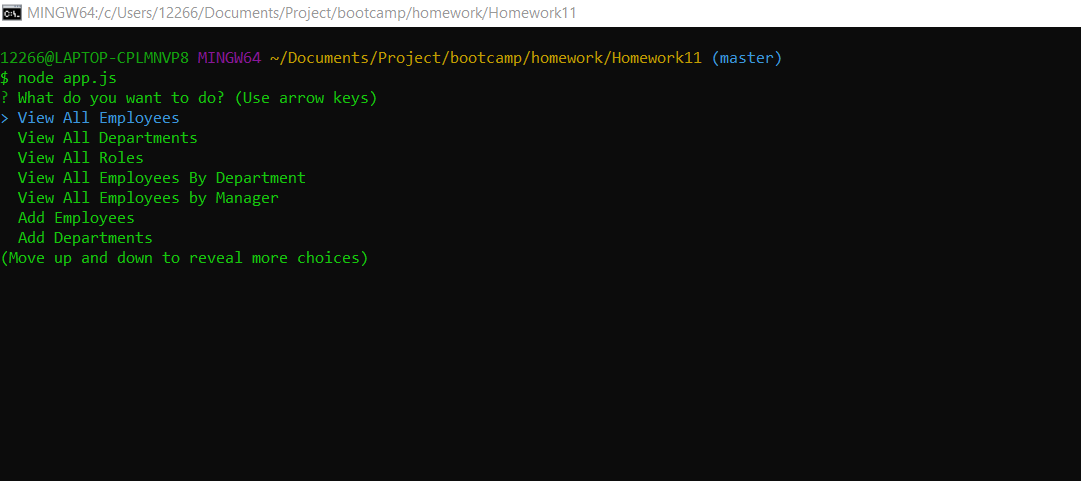 MINGW64:/c/Users/12266/Documents/Project/bootcamp/homework/Homework11
12266@LAPTOP-CPLMNVP8 MINGW64 ~/Documents/Project/bootcamp/homework/Homework11 (master)
$ node app.js
? What do you want to do? (Use arrow keys)
> View All Employees
View All Departments
View All Roles
View All Employees By Department
View All Employees by Manager
Add Employees
Add Departments
(Move up and down to reveal more choices)